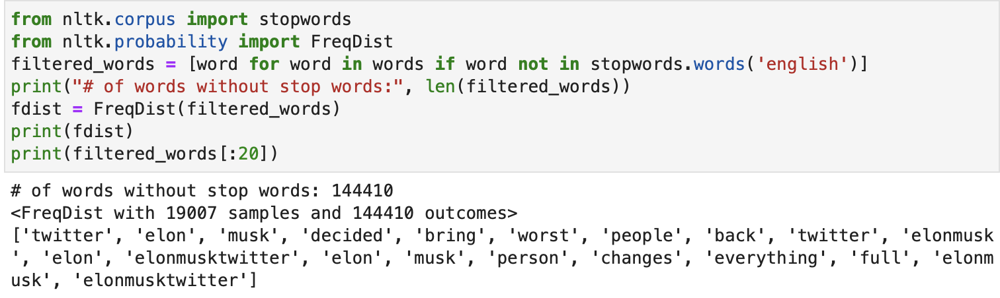 from nltk.corpus import stopwords
from nltk.probability import FreqDist
filtered_words = [word for word in words if word not in stopwords.words('english')]
print("# of words without stop words:", len(filtered_words))
fdist = FreqDist(filtered_words)
print(fdist)
print(filtered_words[:20])
# of words without stop words: 144410
<FreqDist with 19007 samples and 144410 outcomes>
['twitter', 'elon', 'musk', 'decided', 'bring', 'worst', 'people', 'back', 'twitter', 'elonmusk
', 'elon', 'elonmusktwitter', 'elon', 'musk', 'person', 'changes', 'everything', 'full', 'elonm
usk', 'elonmusktwitter']